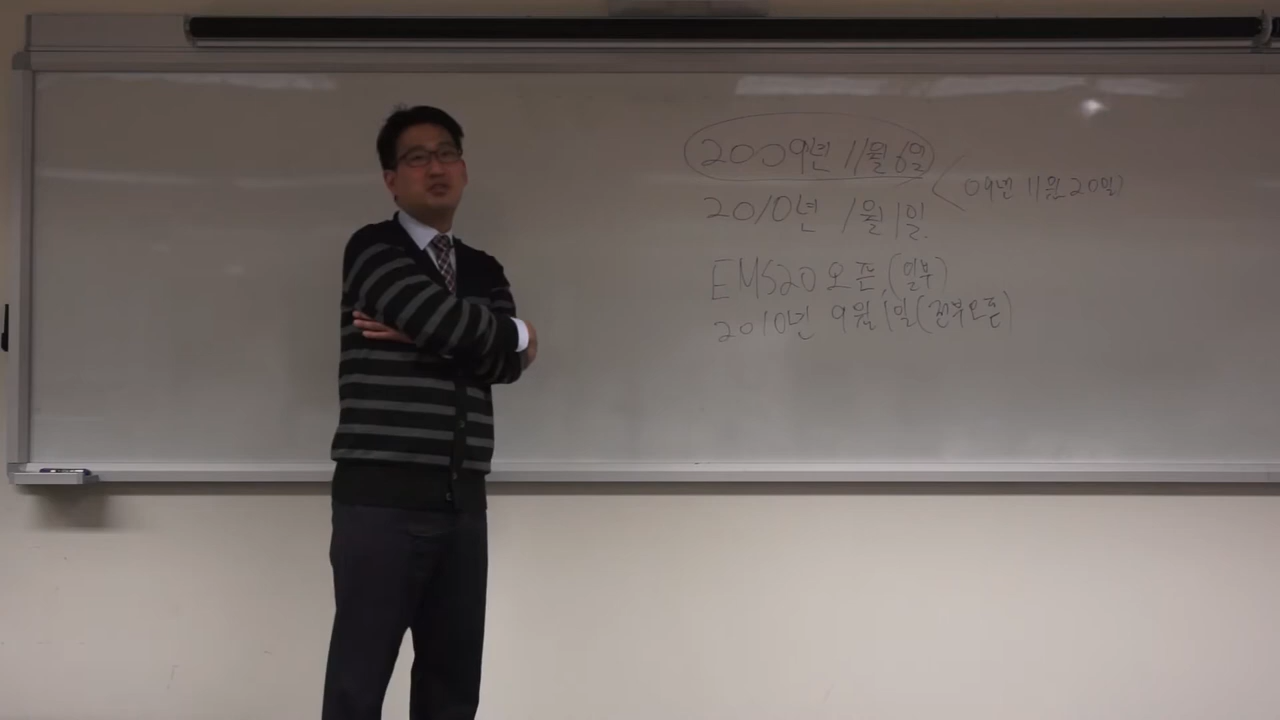 2009년 11월 6일
09년 11월 20일)
2010년 1월 1일.
EMS20 오픈, (일부)
2010년 9월 1일 (전부오픈)